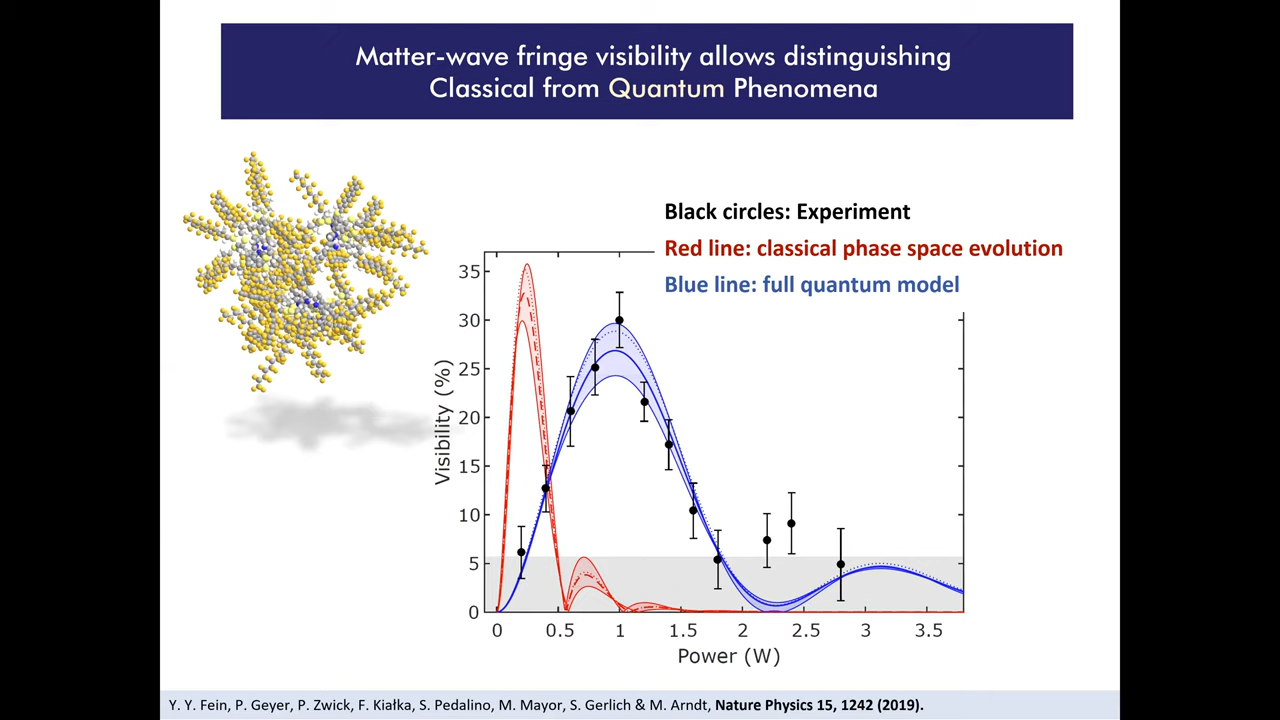 Matter-wave fringe visibility allows distinguishing
Classical from Quantum Phenomena
Black circles: Experiment
Red line: classical phase space evolution
Blue line: full quantum model
Visibility (%)
35
30
25
20
15
10
5
0
0 0.5 1 1.5 2 2.5 3 3.5
Power (W)
Y. Y. Fein, P. Geyer, P. Zwick, F. Kiałka, S. Pedalino, M. Mayor, S. Gerlich & M. Arndt, Nature Physics 15, 1242 (2019).